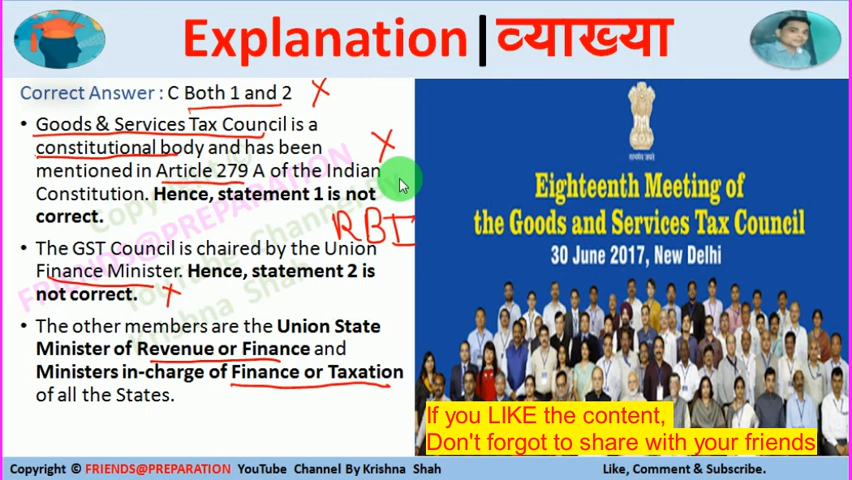 Explanation|व्याख्या
Correct Answer : C Both 1 and 2
• Goods & Services Tax Council is a
constitutional body and has been
mentioned in Article 279 A of the Indian
Constitution. Hence, statement 1 is not
correct.
RBI
• The GST Council is chaired by the Union
Finance Minister. Hence, statement 2 is
not correct.
• The other members are the Union State
Minister of Revenue or Finance and
Ministers in-charge of Finance or Taxation
of all the States.
Eighteenth Meeting of
the Goods and Services Tax Council
30 June 2017, New Delhi
If you LIKE the content,
Don't forgot to share with your friends
Copyright © FRIENDS@PREPARATION YouTube Channel By Krishna Shah
Like, Comment & Subscribe.